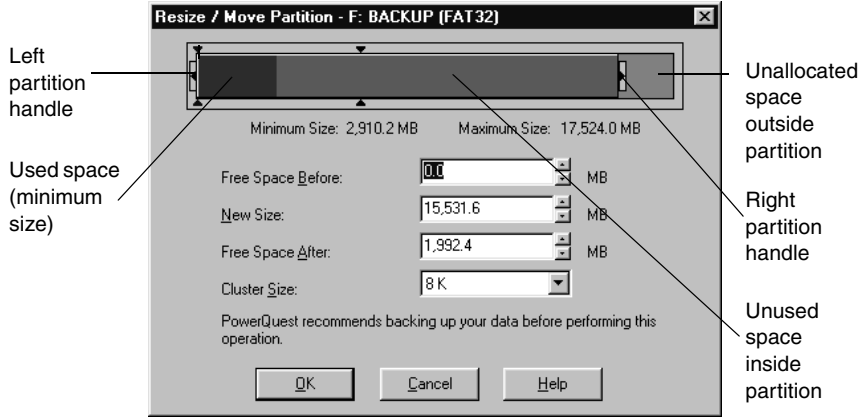 Resize / Move Partition - F: BACKUP (FAT32)
Left
partition
handle
Used space
(minimum
size)
Minimum Size: 2,910.2 MB Maximum Size: 17,524.0 MB
Free Space Before: 0.0 MB
New Size: 15,531.6 MB
Free Space After: 1,992.4 MB
Cluster Size: 8 K
PowerQuest recommends backing up your data before performing this
operation.
OK Cancel Help
Unallocated
space
outside
partition
Right
partition
handle
Unused
space
inside
partition